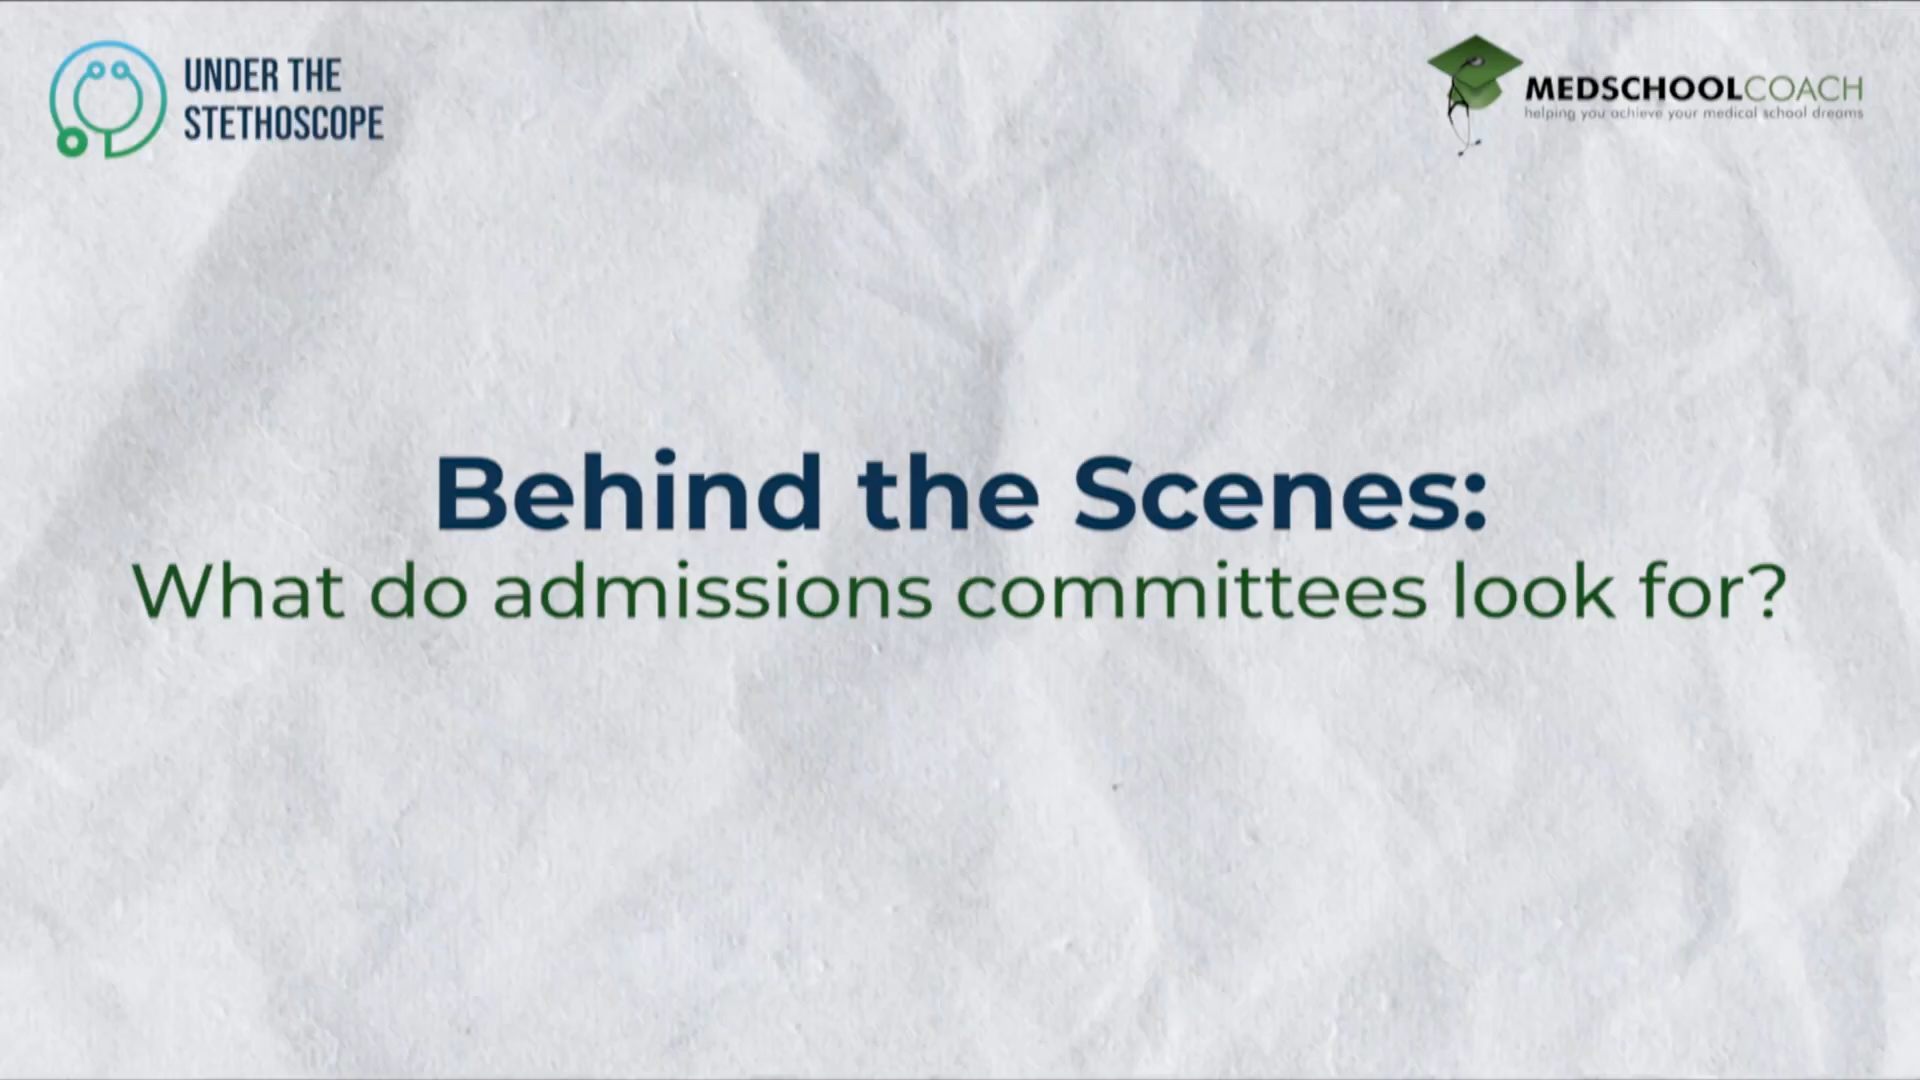 UNDER THE
STETHOSCOPE
MEDSCHOOLCOACH
helping you achieve your medical school dreams
Behind the Scenes:
What do admissions committees look for?